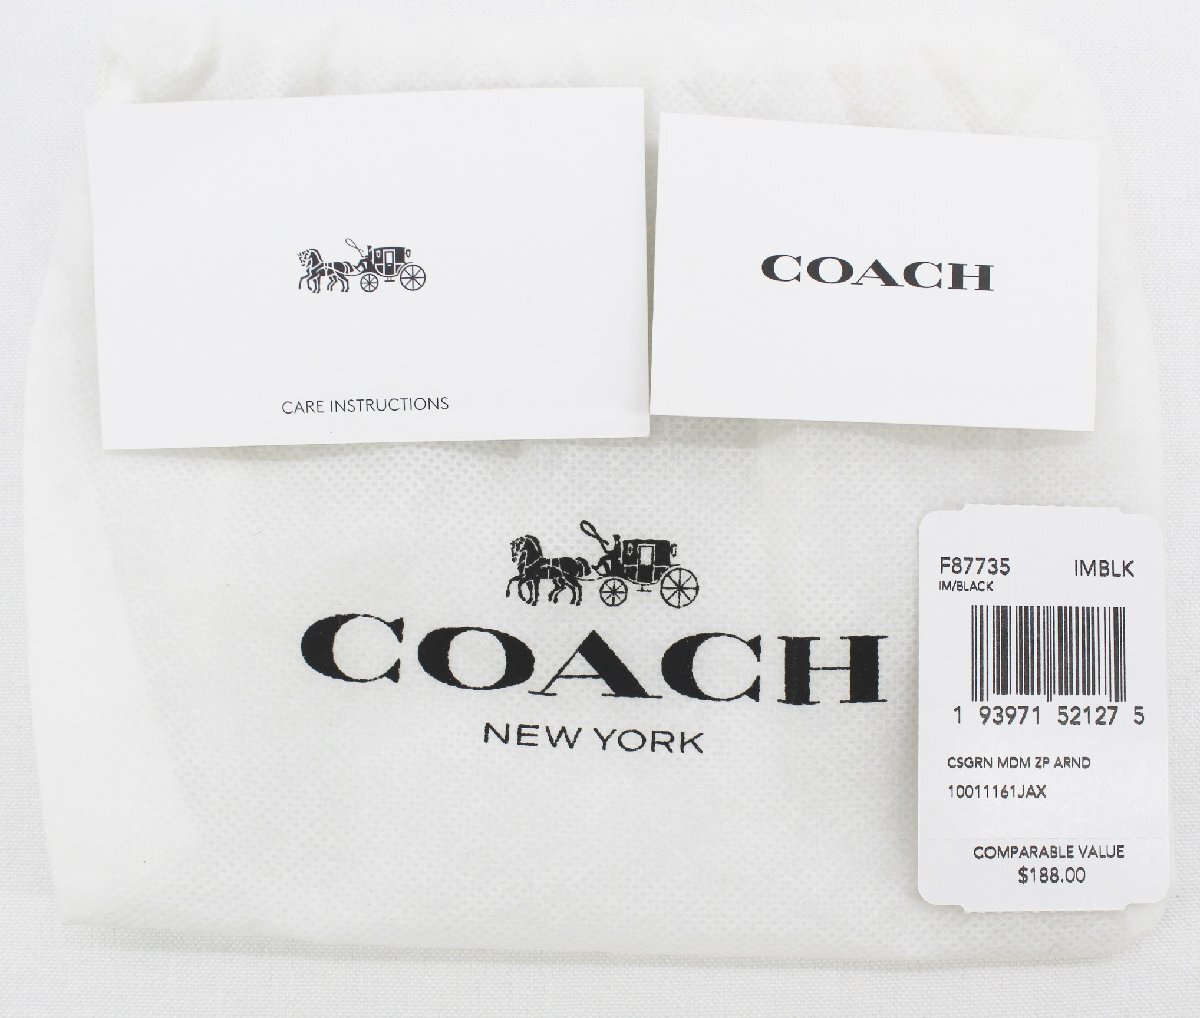 CARE INSTRUCTIONS
COACH
COACH
NEW YORK
F87735 IMBLK
IM/BLACK
1 93971 52127 5
CSGRN MDM ZP ARND
10011161JAX
COMPARABLE VALUE
$188.00